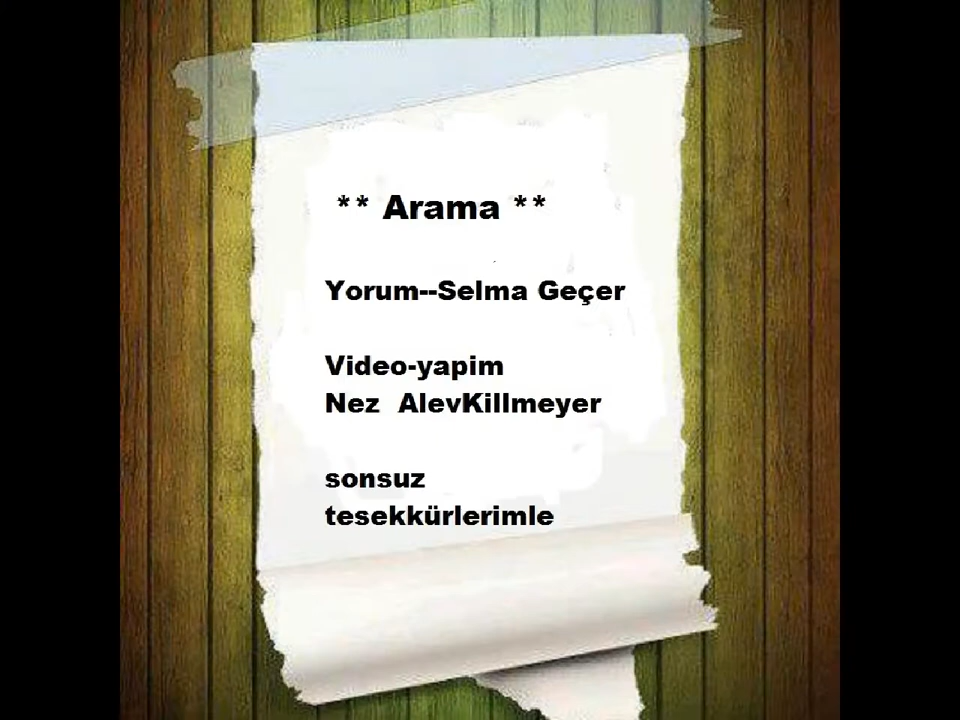 ** Arama **
Yorum--Selma Geçer
Video-yapim
Nez AlevKillmeyer
sonsuz
tesekkürlerimle